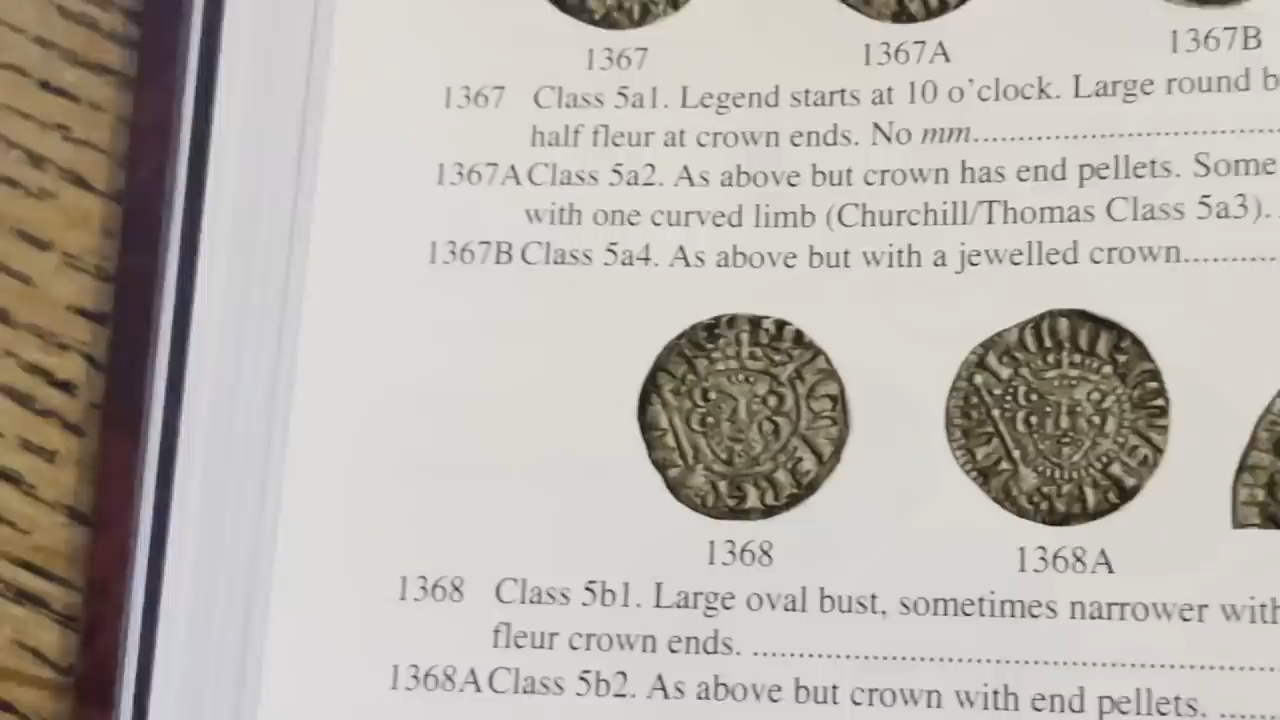 1367 1367A 1367B
1367 Class 5a1. Legend starts at 10 o'clock. Large round
half fleur at crown ends. No mm.............................................
1367A Class 5a2. As above but crown has end pellets. Some
with one curved limb (Churchill/Thomas Class 5a3).
1367B Class 5a4. As above but with a jewelled crown..........
1368 1368A
1368 Class 5b1. Large oval bust, sometimes narrower with
fleur crown ends. ..............................................................
1368A Class 5b2. As above but crown with end pellets. ......